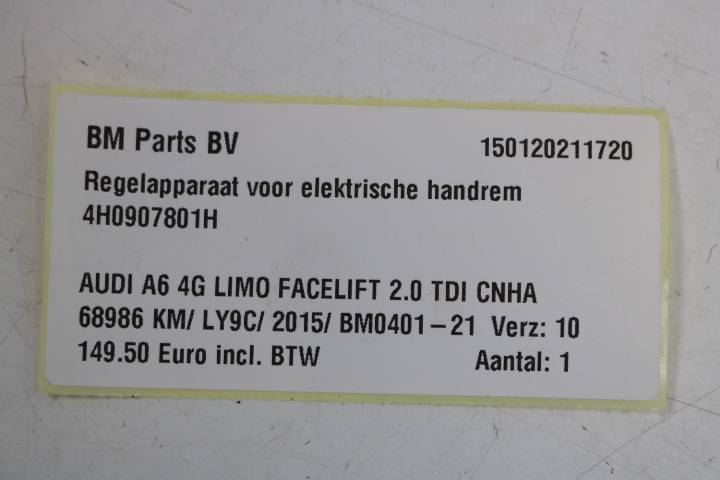 BM Parts BV 150120211720
Regelapparaat voor elektrische handrem
4H0907801H
AUDI A6 4G LIMO FACELIFT 2.0 TDI CNHA
68986 KM/ LY9C/ 2015/ BM0401-21 Verz: 10
149.50 Euro incl. BTW Aantal: 1